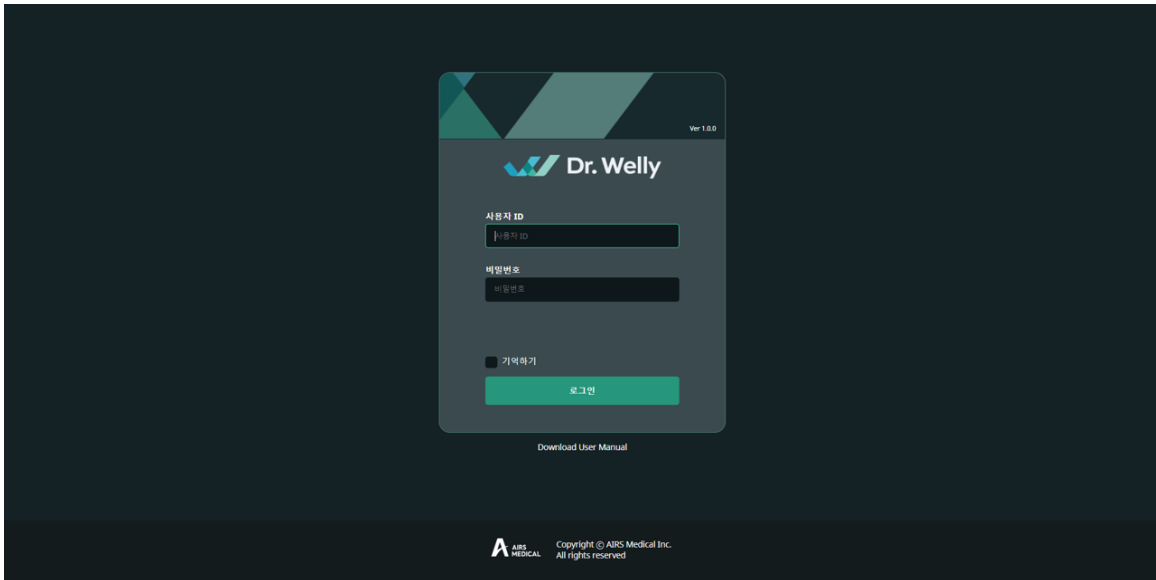 Ver 1.0.0
Dr. Welly
사용자 ID
사용자 ID
비밀번호
비밀번호
기억하기
로그인
Download User Manual
AIRS
MEDICAL
Copyright © AIRS Medical Inc.
All rights reserved